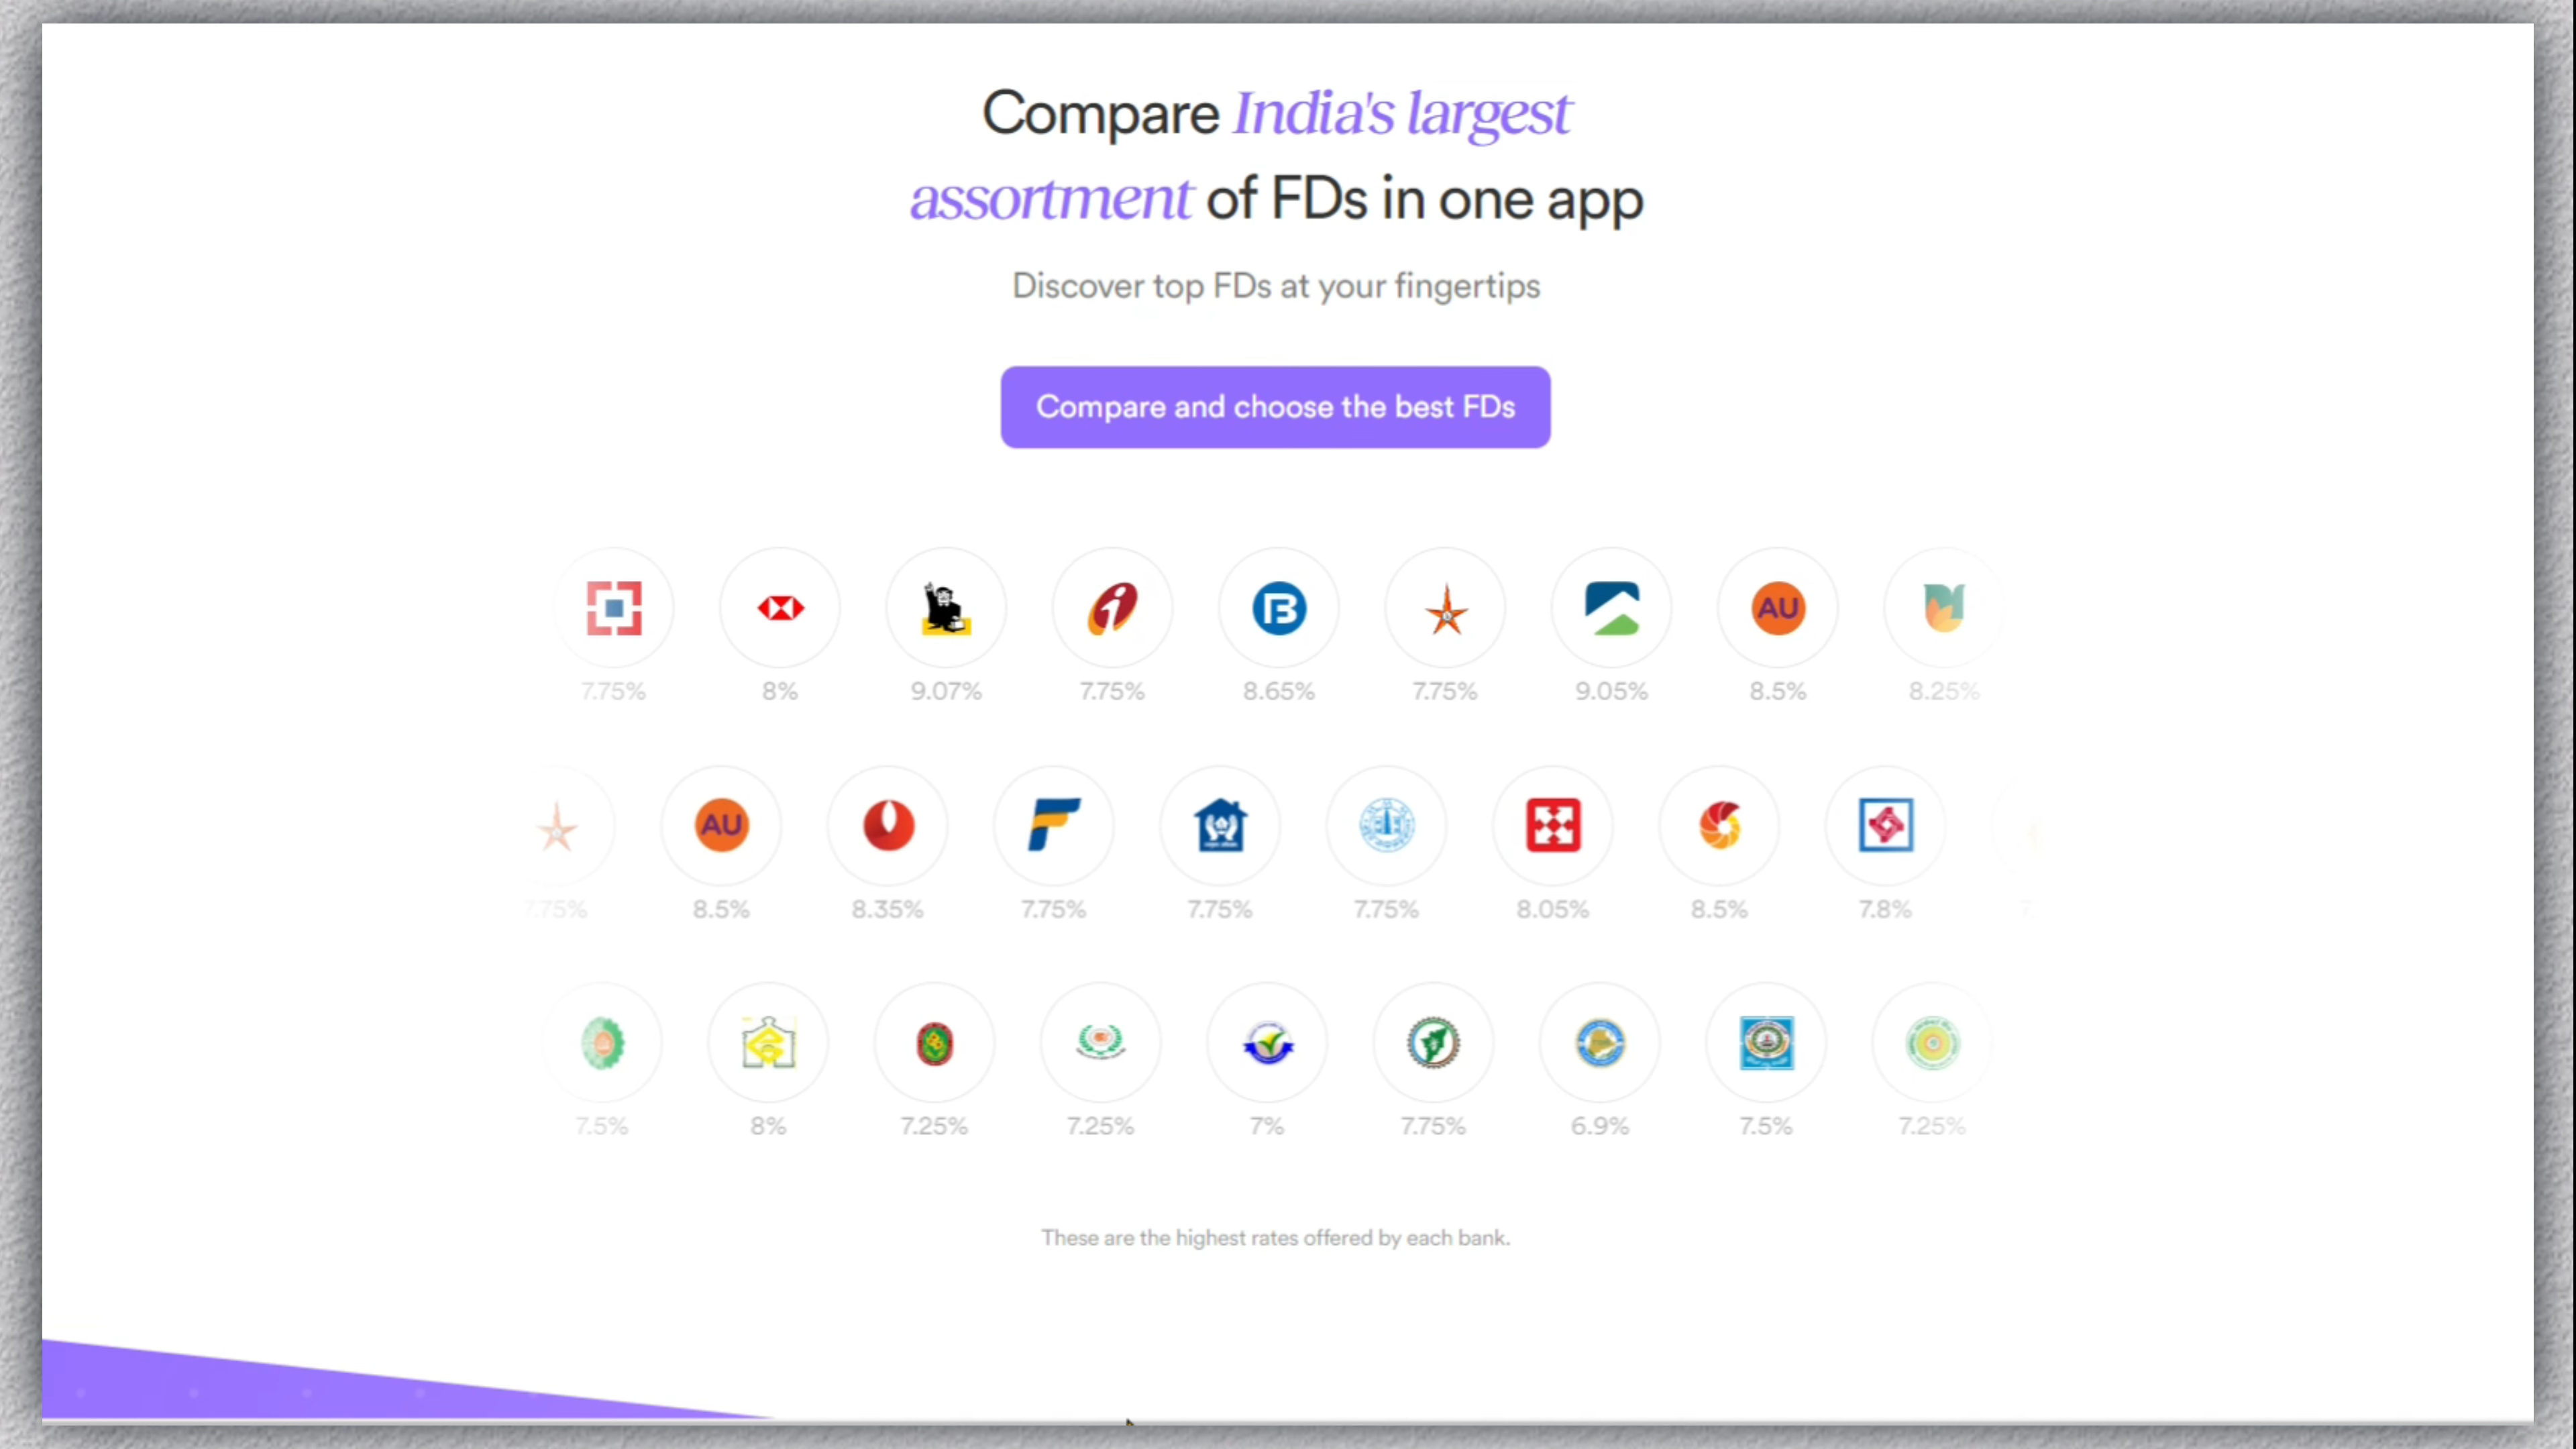 Compare India's largest
assortment of FDs in one app
Discover top FDs at your fingertips
Compare and choose the best FDs
AU
7.75% 8% 9.07% 7.75% 8.65% 7.75% 9.05% 8.5% 8.25%
AU
7.75% 8.5% 8.35% 7.75% 7.75% 7.75% 8.05% 8.5% 7.8%
7.5% 8% 7.25% 7.25% 7% 7.75% 6.9% 7.5% 7.25%
These are the highest rates offered by each bank.